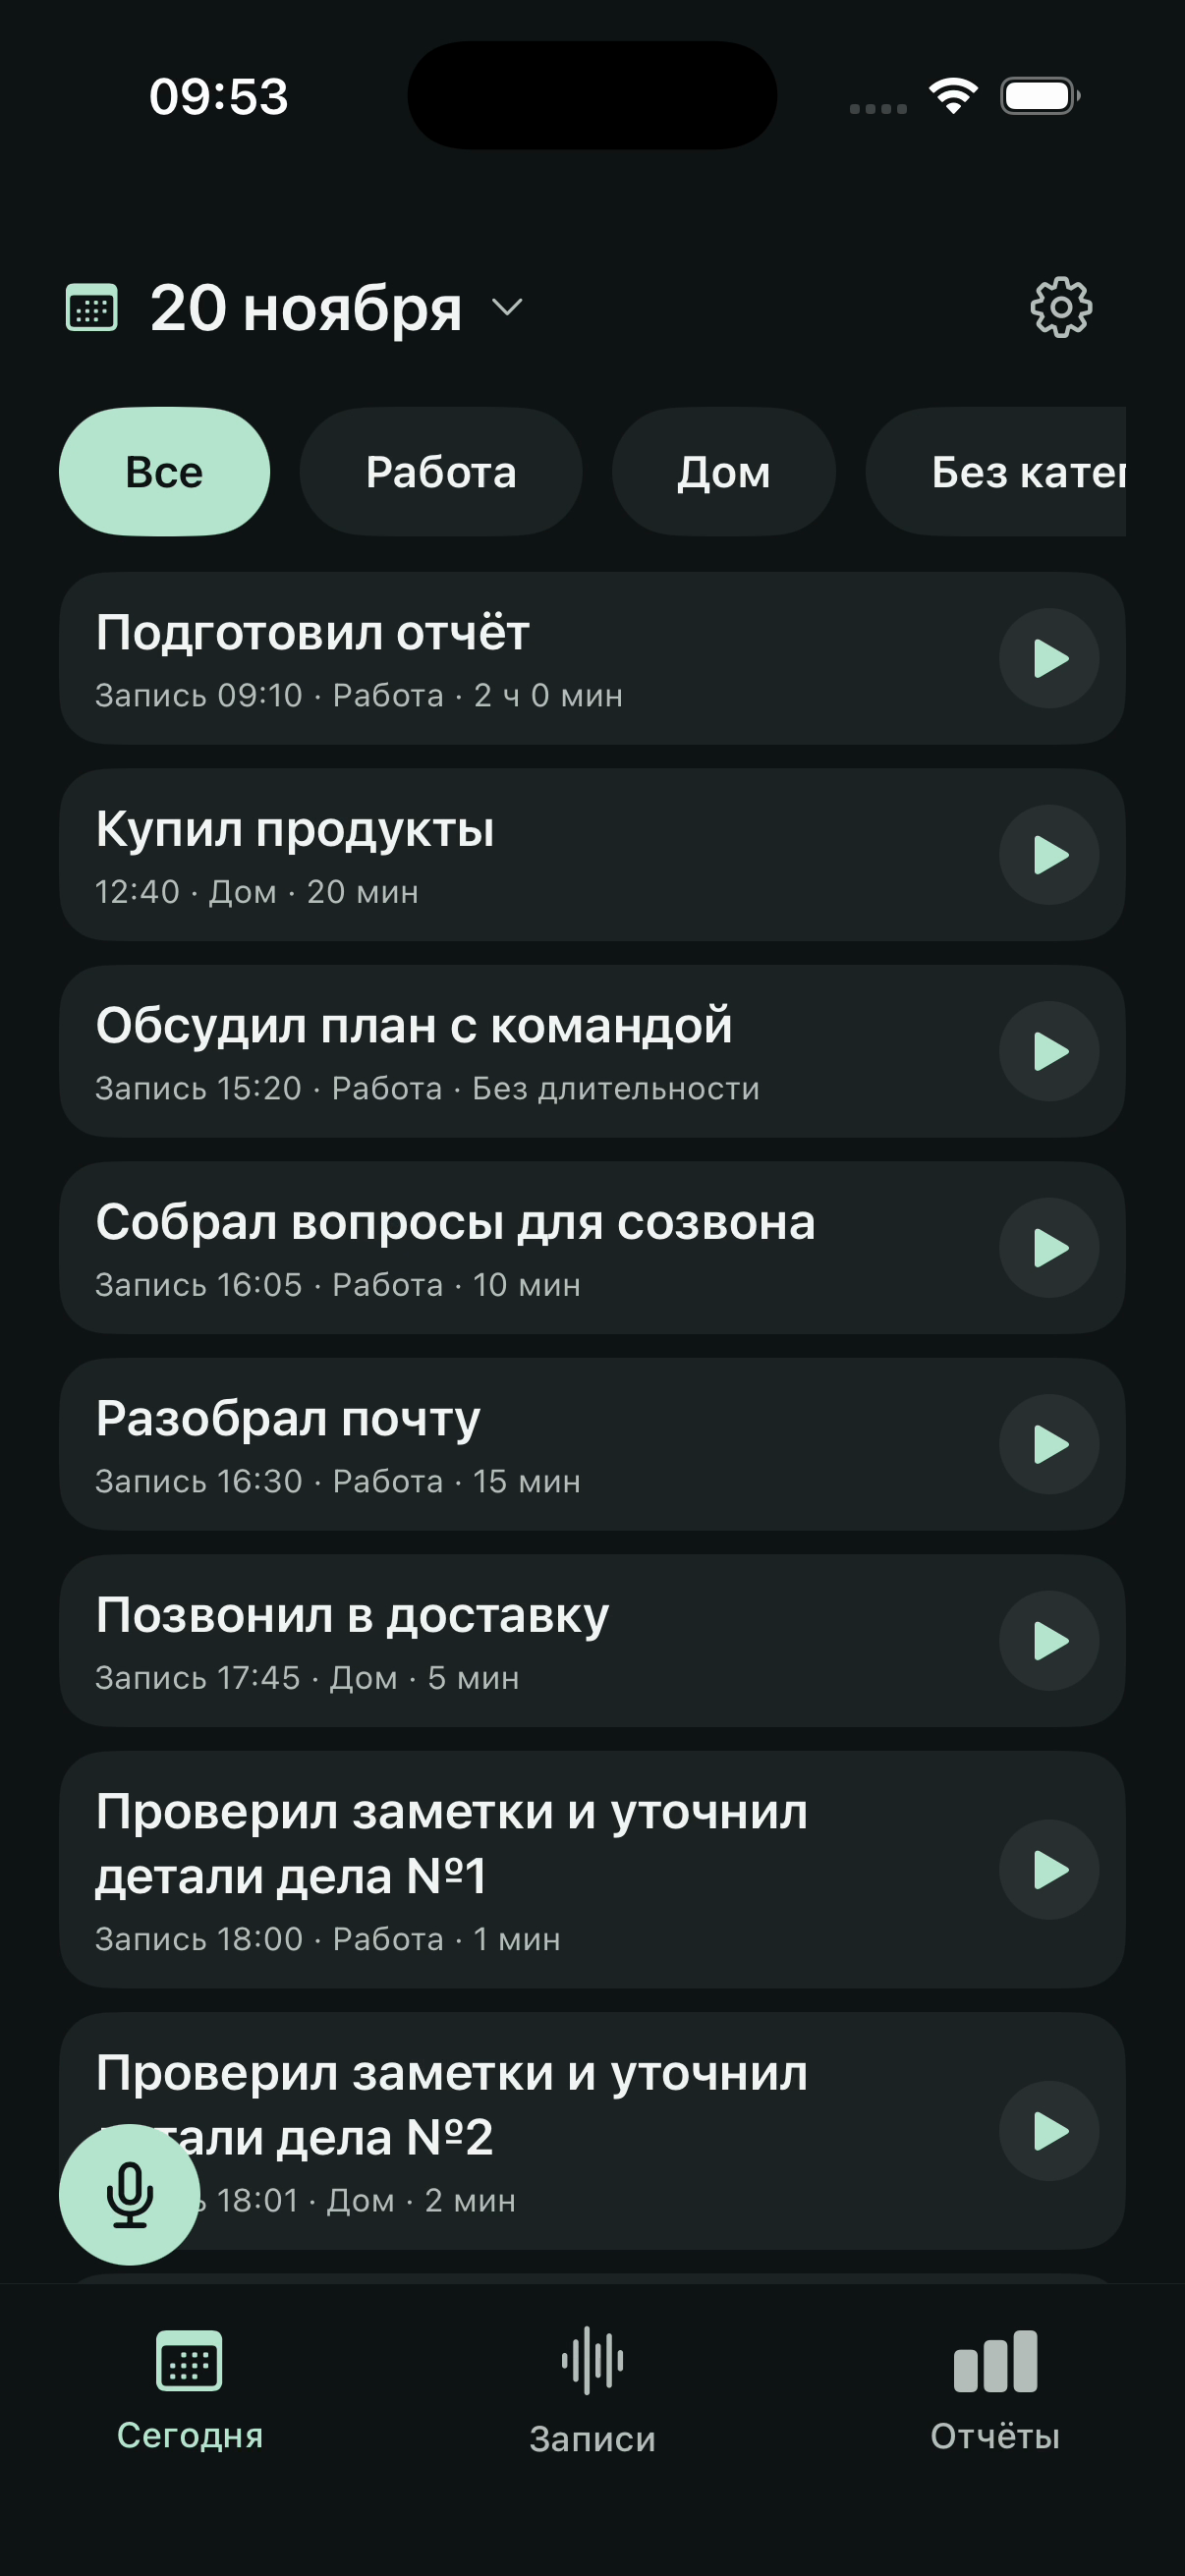 09:53
20 ноября
Все
Работа
Дом
Без
Подготовил отчёт
Запись 09:10 · Работа · 2 ч 0 мин
Купил продукты
12:40 · Дом · 20 мин
Обсудил план с командой
Запись 15:20 · Работа · Без длительности
Собрал вопросы для созвона
Запись 16:05 · Работа · 10 мин
Разобрал почту
Запись 16:30 · Работа · 15 мин
Позвонил в доставку
Запись 17:45 · Дом · 5 мин
Проверил заметки и уточнил
детали дела №1
Запись 18:00 · Работа · 1 мин
Проверил заметки и уточнил
дела №2
18:01 · Дом · 2 мин
Сегодня
Записи
Отчёты